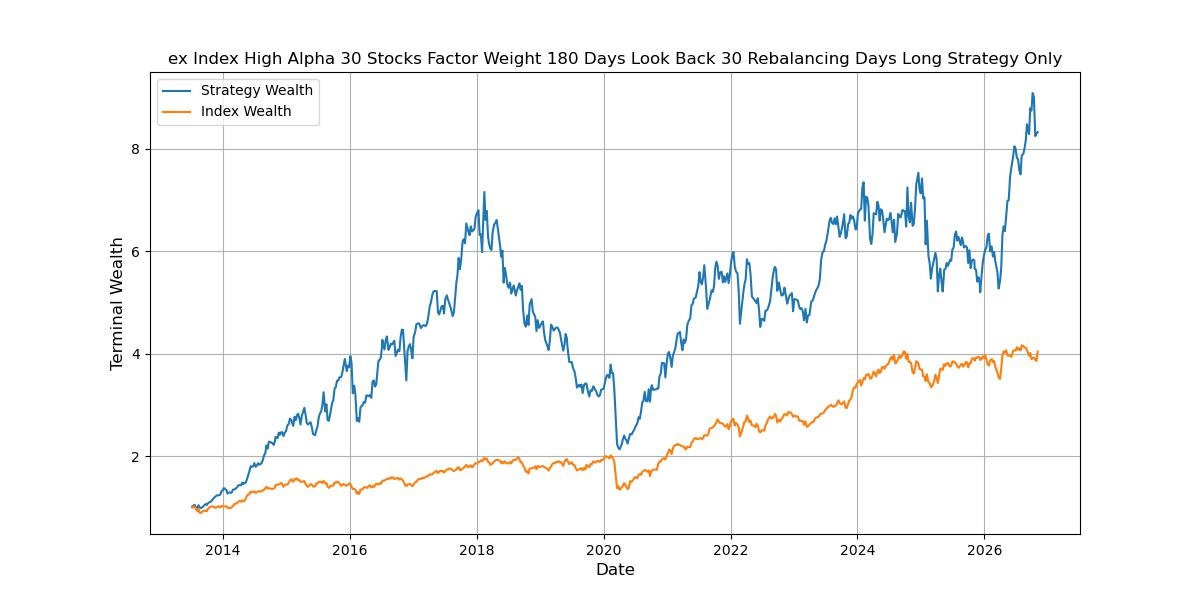 ex Index High Alpha 30 Stocks Factor Weight 180 Days Look Back 30 Rebalancing Days Long Strategy Only
Strategy Wealth
Index Wealth
8
6
4
2
Terminal Wealth
2014 2016 2018 2020 2022 2024 2026
Date